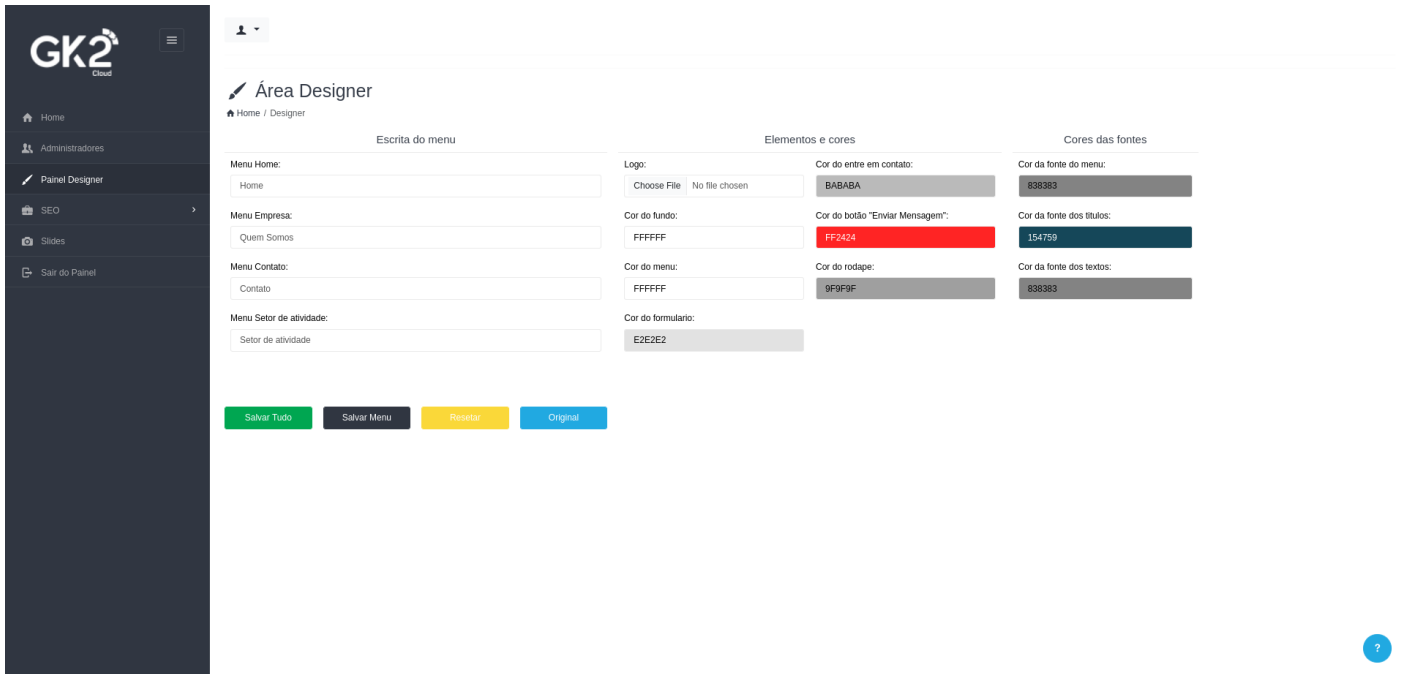 GK2
Cloud
Home
Administradores
Painel Designer
SEO
Slides
Sair do Painel
Área Designer
Home / Designer
Escrita do menu
Menu Home:
Home
Menu Empresa:
Quem Somos
Menu Contato:
Contato
Menu Setor de atividade:
Setor de atividade
Elementos e cores
Logo:
Choose File No file chosen
Cor do fundo:
FFFFFF
Cor do menu:
FFFFFF
Cor do formulario:
E2E2E2
Cor do entre em contato:
BABABA
Cor do botão "Enviar Mensagem":
FF2424
Cor do rodape:
9F9F9F
Cores das fontes
Cor da fonte do menu:
838383
Cor da fonte dos titulos:
154759
Cor da fonte dos textos:
838383
Salvar Tudo
Salvar Menu
Resetar
Original
?